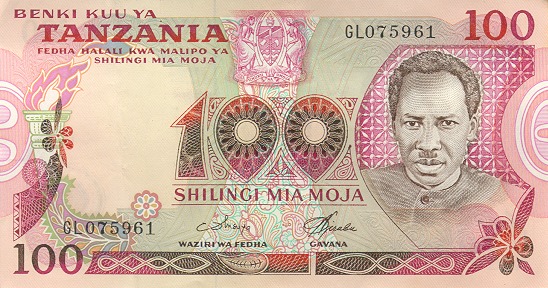 BENKI KUU YA
TANZANIA
FEDHA HALALI KWA MALIPO YA
SHILINGI MIA MOJA
GL075961
100
100
SHILINGI MIA MOJA
GL075961
WAZIRI WA FEDHA
GAVANA
100